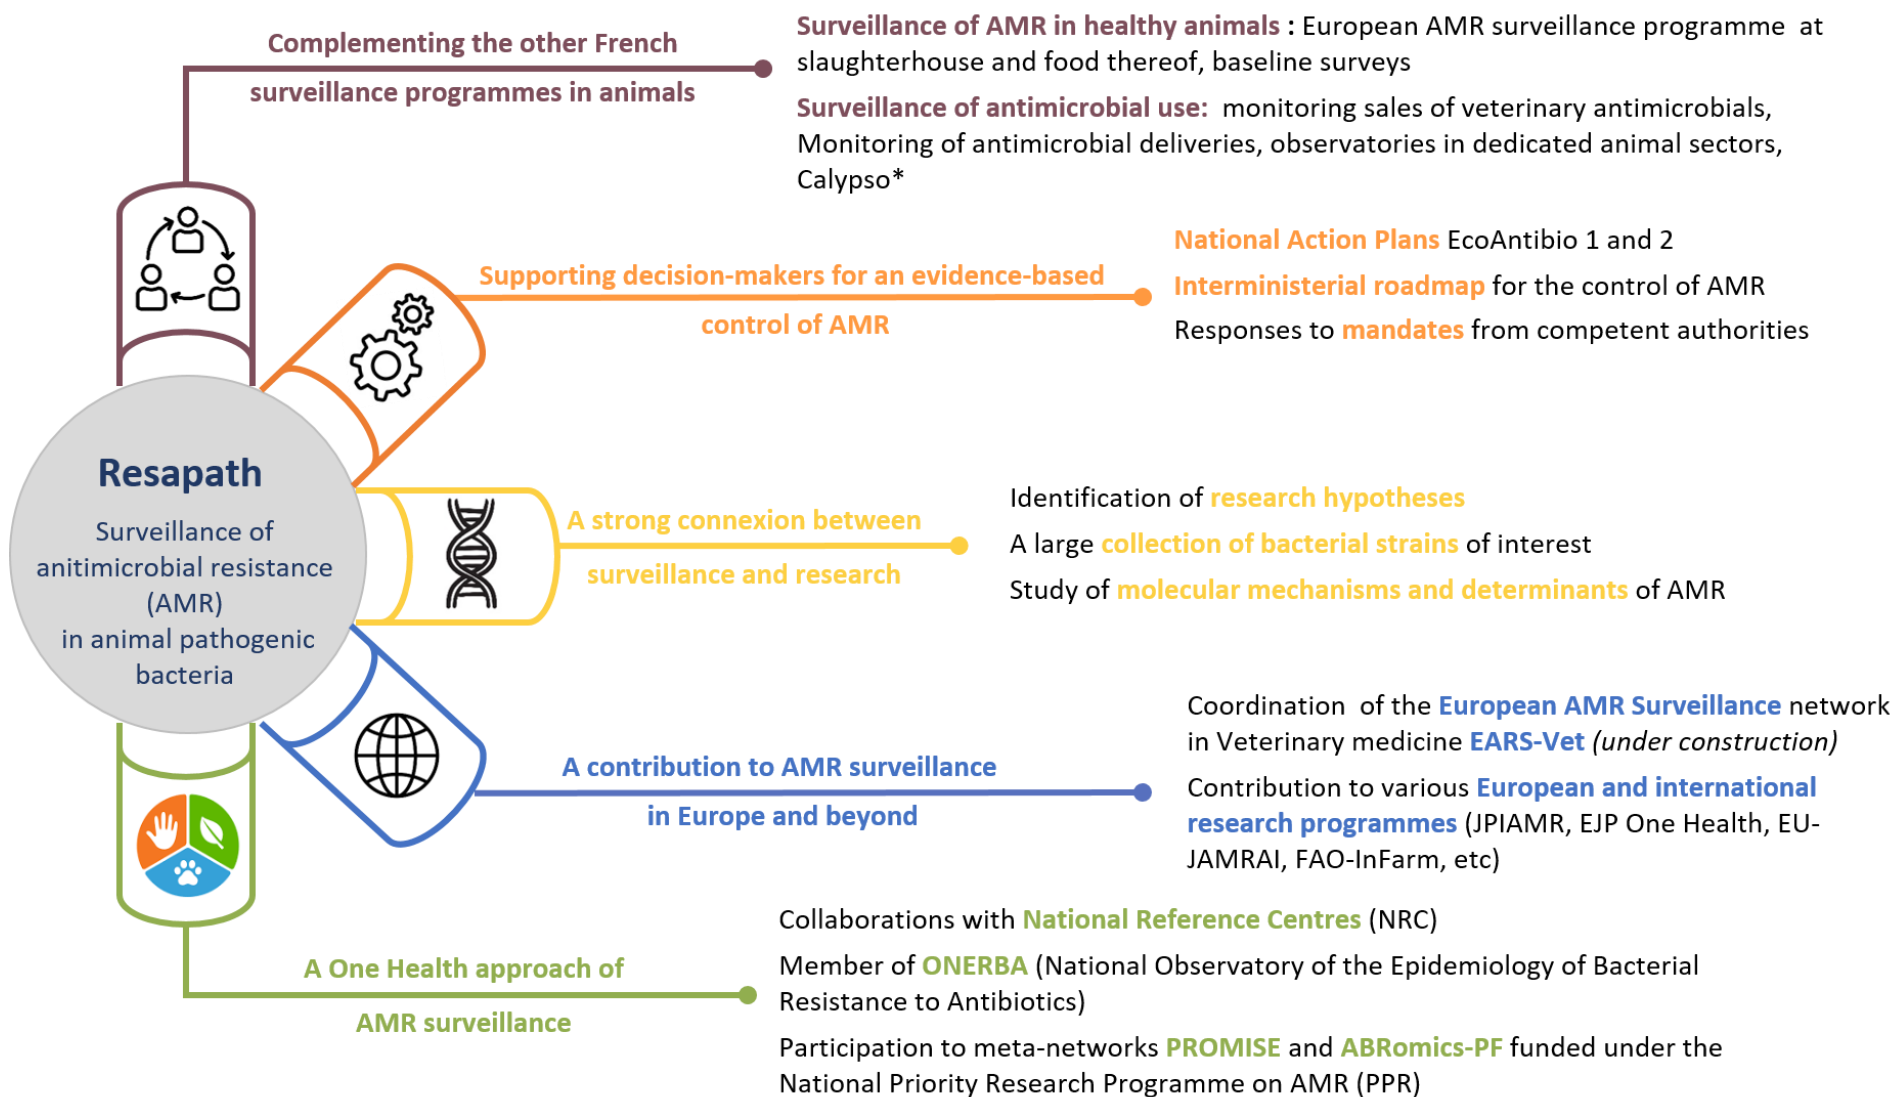 Complementing the other French
surveillance programmes in animals
Surveillance of AMR in healthy animals : European AMR surveillance programme at
slaughterhouse and food thereof, baseline surveys
Surveillance of antimicrobial use: monitoring sales of veterinary antimicrobials,
Monitoring of antimicrobial deliveries, observatories in dedicated animal sectors,
Calypso*
Supporting decision-makers for an evidence-based
control of AMR
National Action Plans EcoAntibio 1 and 2
Interministerial roadmap for the control of AMR
Responses to mandates from competent authorities
Resapath
Surveillance of
anitimicrobial resistance
(AMR)
in animal pathogenic
bacteria
A strong connexion between
surveillance and research
Identification of research hypotheses
A large collection of bacterial strains of interest
Study of molecular mechanisms and determinants of AMR
A contribution to AMR surveillance
in Europe and beyond
Coordination of the European AMR Surveillance network
in Veterinary medicine EARS-Vet (under construction)
Contribution to various European and international
research programmes (JPIAMR, EJP One Health, EU-
JAMRAI, FAO-InFarm, etc)
A One Health approach of
AMR surveillance
Collaborations with National Reference Centres (NRC)
Member of ONERBA (National Observatory of the Epidemiology of Bacterial
Resistance to Antibiotics)
Participation to meta-networks PROMISE and ABRomics-PF funded under the
National Priority Research Programme on AMR (PPR)